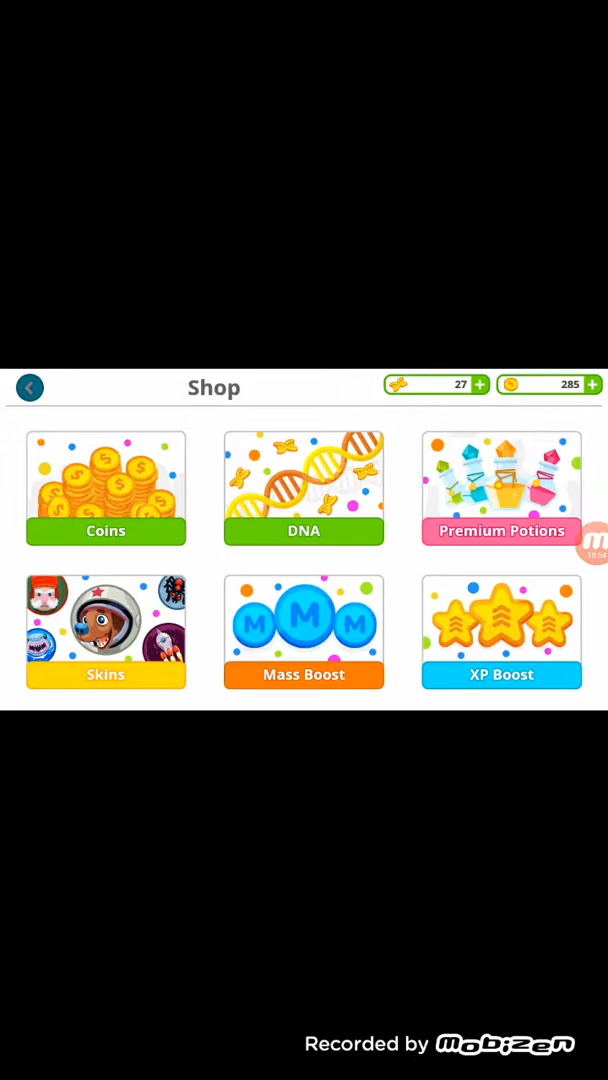 Shop
27
285
Coins
DNA
Premium Potions
Skins
Mass Boost
XP Boost
M M M
Recorded by mobizen